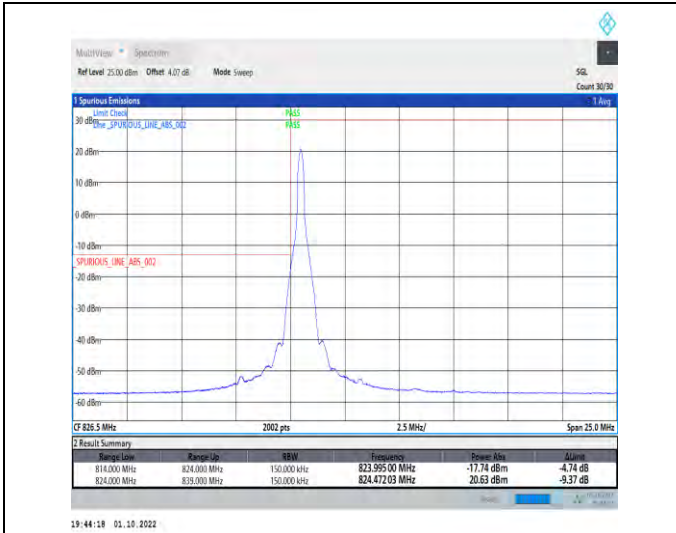 MultiView Spectrum
Ref Level 25.00 dBm Offset 4.07 dB Mode Sweep SGL
Count 30/30
1 Spurious Emissions 1 Avg
Limit Check PASS
30 dBm Line _SPURIOUS_LINE_ABS_002 PASS
20 dBm
10 dBm
0 dBm
-10 dBm
SPURIOUS_LINE_ABS_002
-20 dBm
-30 dBm
-40 dBm
-50 dBm
-60 dBm
CF 826.5 MHz 2002 pts 2.5 MHz/ Span 25.0 MHz
2 Result Summary
Range Low Range Up RBW Frequency Power Abs ΔLimit
814.000 MHz 824.000 MHz 150.000 kHz 823.99500 MHz -17.74 dBm -4.74 dB
824.000 MHz 839.000 MHz 150.000 kHz 824.47203 MHz 20.63 dBm -9.37 dB
19:44:18 01.10.2022